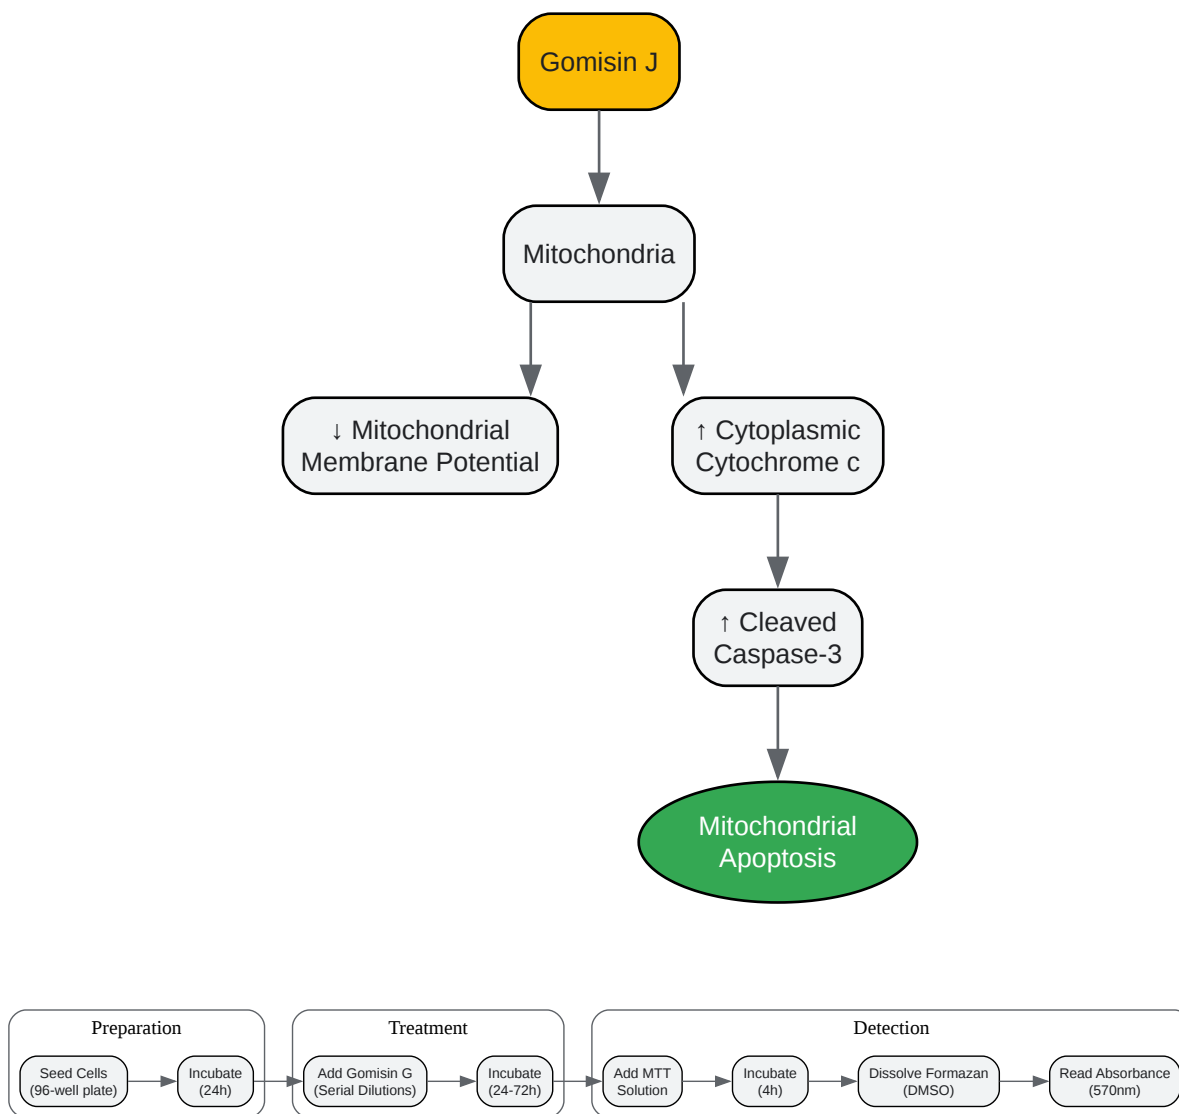 Gomisin J
Mitochondria
↓ Mitochondrial
Membrane Potential
↑ Cytoplasmic
Cytochrome c
↑ Cleaved
Caspase-3
Mitochondrial
Apoptosis
Preparation
Seed Cells
(96-well plate)
Incubate
(24h)
Treatment
Add Gomisin G
(Serial Dilutions)
Incubate
(24-72h)
Detection
Add MTT
Solution
Incubate
(4h)
Dissolve Formazan
(DMSO)
Read Absorbance
(570nm)